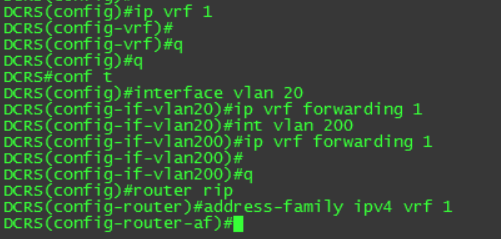 DCRS(config)#ip vrf 1
DCRS(config-vrf)#
DCRS(config-vrf)#q
DCRS(config)#q
DCRS#conf t
DCRS(config)#interface vlan 20
DCRS(config-if-vlan20)#ip vrf forwarding 1
DCRS(config-if-vlan20)#int vlan 200
DCRS(config-if-vlan200)#ip vrf forwarding 1
DCRS(config-if-vlan200)#
DCRS(config-if-vlan200)#q
DCRS(config)#router rip
DCRS(config-router)#address-family ipv4 vrf 1
DCRS(config-router-af)#